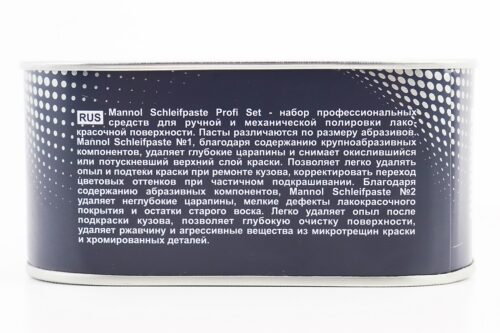 RUS Mannol Schleifpaste Profi Set - набор профессиональных
средств для ручной и механической полировки лако-
красочной поверхности. Пасты различаются по размеру абразивов.
Mannol Schleifpaste №1, благодаря содержанию крупноабразивных
компонентов, удаляет глубокие царапины и снимает окислившийся
или потускневший верхний слой краски. Позволяет легко удалять
опыл и подтеки краски при ремонте кузова, корректировать переход
цветовых оттенков при частичном подкрашивании. Благодаря
содержанию абразивных компонентов, Mannol Schleifpaste №2
удаляет неглубокие царапины, мелкие дефекты лакокрасочного
покрытия и остатки старого воска. Легко удаляет опыл после
подкраски кузова, позволяет глубокую очистку поверхности,
удаляет ржавчину и агрессивные вещества из микротрещин краски
и хромированных деталей.